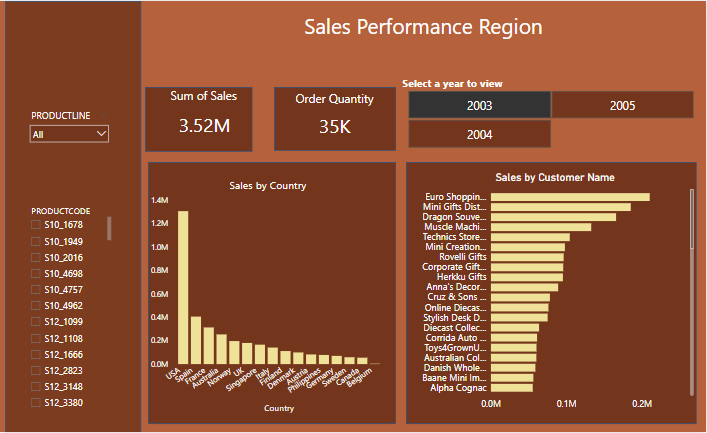 Sales Performance Region
PRODUCTLINE
All
PRODUCTCODE
S10_1678
S10_1949
S10_2016
S10_4698
S10_4757
S10_4962
S12_1099
S12_1108
S12_1666
S12_2823
S12_3148
S12_3380
Sum of Sales
3.52M
Order Quantity
35K
Select a year to view
2003
2005
2004
Sales by Country
1.4M
1.2M
1.0M
0.8M
0.6M
0.4M
0.2M
0.0M
USA
Spain
France
Australia
Norway
UK
Singapore
Italy
Finland
Denmark
Austria
Philippines
Germany
Sweden
Canada
Belgium
Country
Sales by Customer Name
Euro Shoppin...
Mini Gifts Dist...
Dragon Souve...
Muscle Machi...
Technics Store...
Mini Creation...
Rovelli Gifts
Corporate Gift...
Herkku Gifts
Anna's Decor...
Cruz & Sons ...
Online Diecas...
Stylish Desk D...
Diecast Collec...
Corrida Auto ...
Toys4GrownU...
Australian Col...
Danish Whole...
Baane Mini Im...
Alpha Cognac
0.0M
0.1M
0.2M